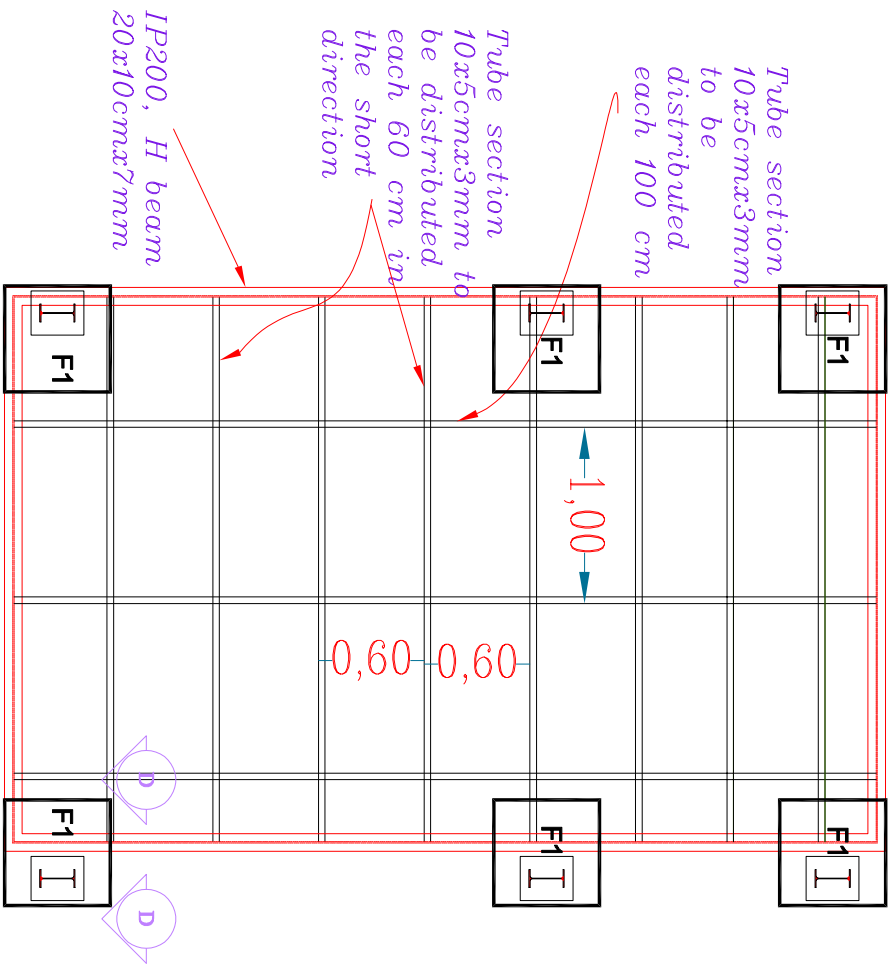 Tube section
10x5cmx3mm
to be
distributed
each 100 cm
Tube section
10x5cmx3mm to
be distributed
each 60 cm in
the short
direction
IP200, H beam
20x10cmx7mm
F1
F1
F1
1,00
0,60
0,60
D
F1
F1
F1
D